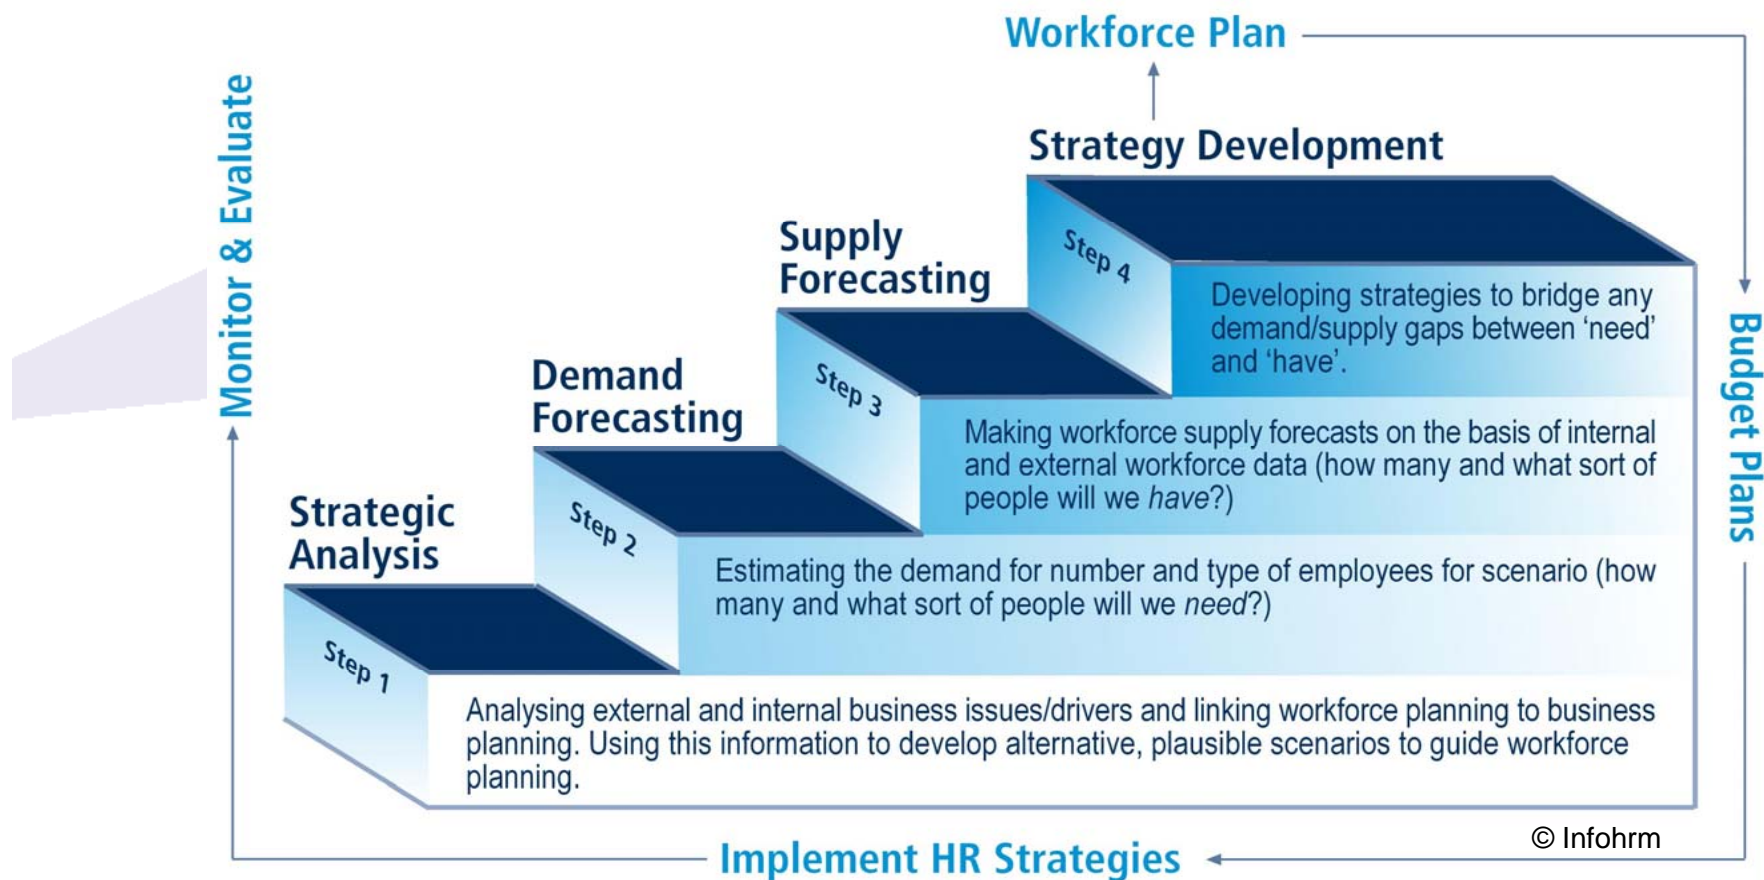 Workforce Plan
Strategy Development
Step 4
Developing strategies to bridge any
demand/supply gaps between ‘need’
and ‘have’.
Supply
Forecasting
Step 3
Making workforce supply forecasts on the basis of internal
and external workforce data (how many and what sort of
people will we have?)
Demand
Forecasting
Step 2
Estimating the demand for number and type of employees for scenario (how
many and what sort of people will we need?)
Strategic
Analysis
Step 1
Analysing external and internal business issues/drivers and linking workforce planning to business
planning. Using this information to develop alternative, plausible scenarios to guide workforce
planning.
Budget Plans
© Infohrm
Implement HR Strategies
Monitor & Evaluate